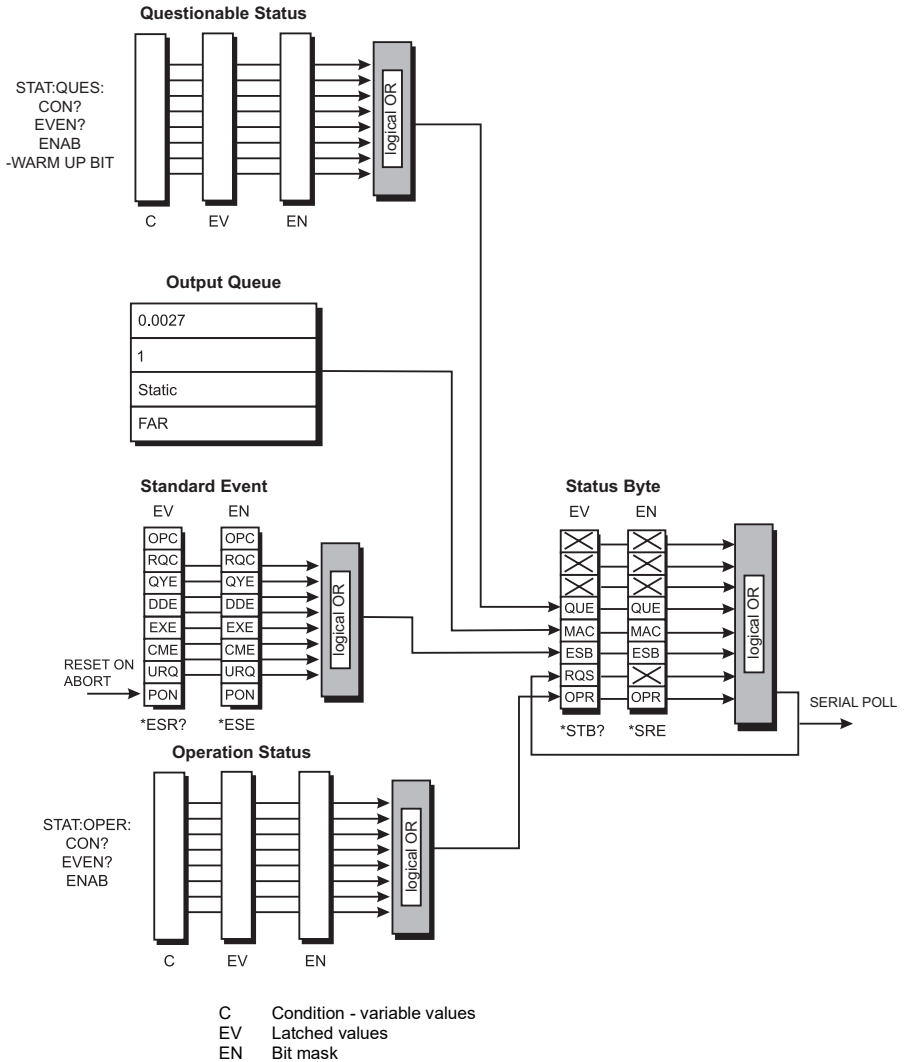 Questionable Status
STAT:QUES:
CON?
EVEN?
ENAB
-WARM UP BIT
logical OR
C EV EN
Output Queue
0.0027
1
Static
FAR
Standard Event
EV EN
OPC OPC
RQC RQC
QYE QYE
DDE DDE
EXE EXE
CME CME
URQ URQ
PON PON
RESET ON
ABORT
*ESR? *ESE
logical OR
Status Byte
EV EN
QUE QUE
MAC MAC
ESB ESB
RQS
OPR OPR
*STB? *SRE
logical OR
SERIAL POLL
Operation Status
STAT:OPER:
CON?
EVEN?
ENAB
logical OR
C EV EN
C Condition - variable values
EV Latched values
EN Bit mask